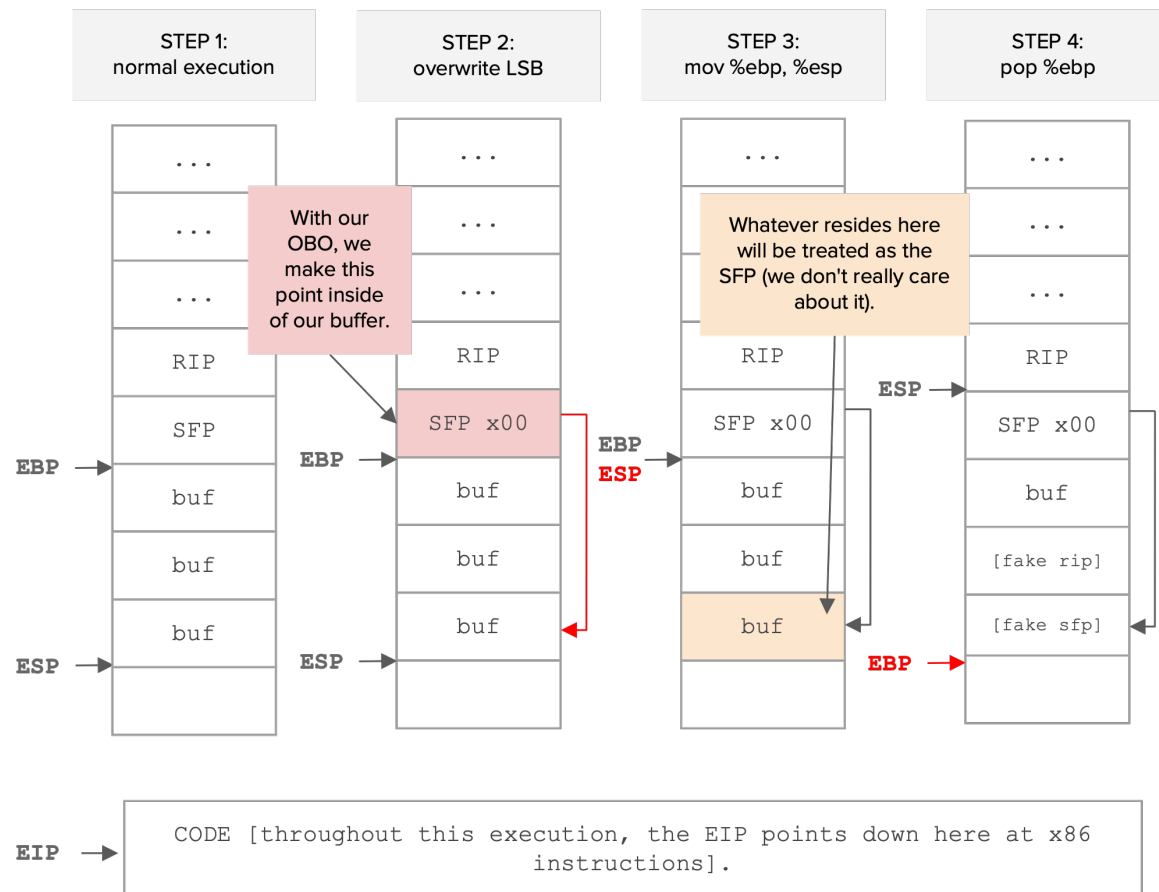 STEP 1:
normal execution
STEP 2:
overwrite LSB
STEP 3:
mov %ebp, %esp
STEP 4:
pop %ebp
...
...
...
RIP
SFP
EBP
buf
buf
buf
ESP
With our
OBO, we
make this
point inside
of our buffer.
...
...
...
RIP
SFP x00
EBP
buf
buf
buf
ESP
...
Whatever resides here
will be treated as the
SFP (we don't really care
about it).
RIP
SFP x00
EBP
ESP
buf
buf
buf
...
...
...
RIP
ESP
SFP x00
buf
[fake rip]
[fake sfp]
EBP
EIP
CODE [throughout this execution, the EIP points down here at x86
instructions].